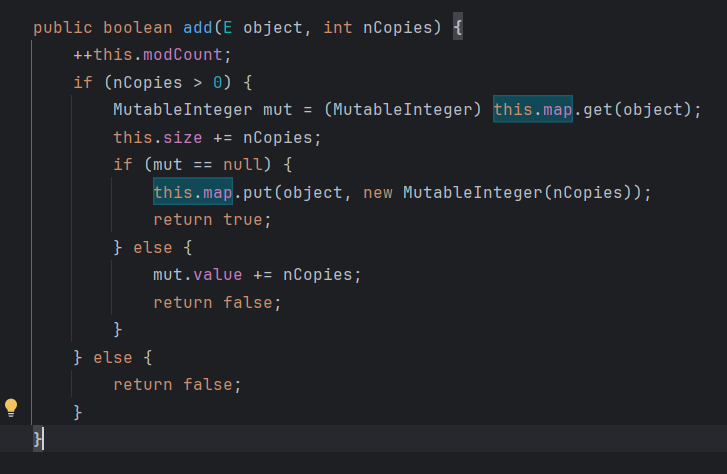 public boolean add(E object, int nCopies) {
    ++this.modCount;
    if (nCopies > 0) {
        MutableInteger mut = (MutableInteger) this.map.get(object);
        this.size += nCopies;
        if (mut == null) {
            this.map.put(object, new MutableInteger(nCopies));
            return true;
        } else {
            mut.value += nCopies;
            return false;
        }
    } else {
        return false;
    }
}